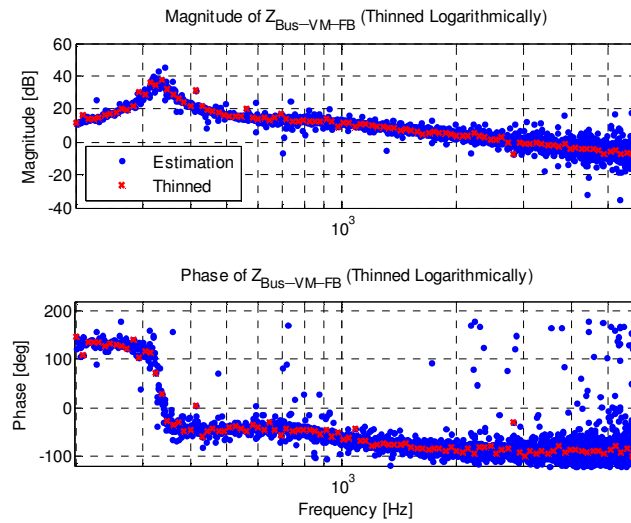 Magnitude of Z_Bus−VM−FB (Thinned Logarithmically)
60
40
20
0
-20
-40
Magnitude [dB]
Estimation
Thinned
10^3
Phase of Z_Bus−VM−FB (Thinned Logarithmically)
200
100
0
-100
Phase [deg]
10^3
Frequency [Hz]